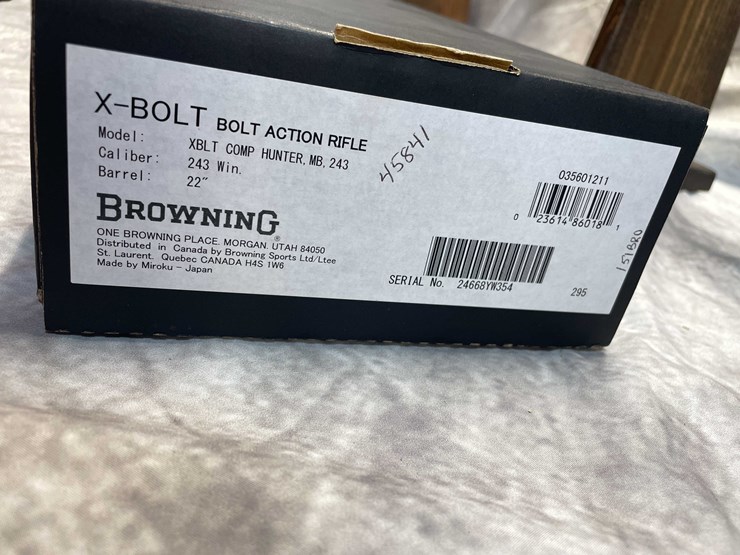 X-BOLT BOLT ACTION RIFLE
Model: XBLT COMP HUNTER, MB, 243
Caliber: 243 Win.
Barrel: 22"
45841
BROWNING®
ONE BROWNING PLACE. MORGAN. UTAH 84050
Distributed in Canada by Browning Sports Ltd/Ltee
St. Laurent. Quebec CANADA H4S 1W6
Made by Miroku - Japan
035601211
0 23614 86018 1
SERIAL No. 24668YW354
295
151BRO